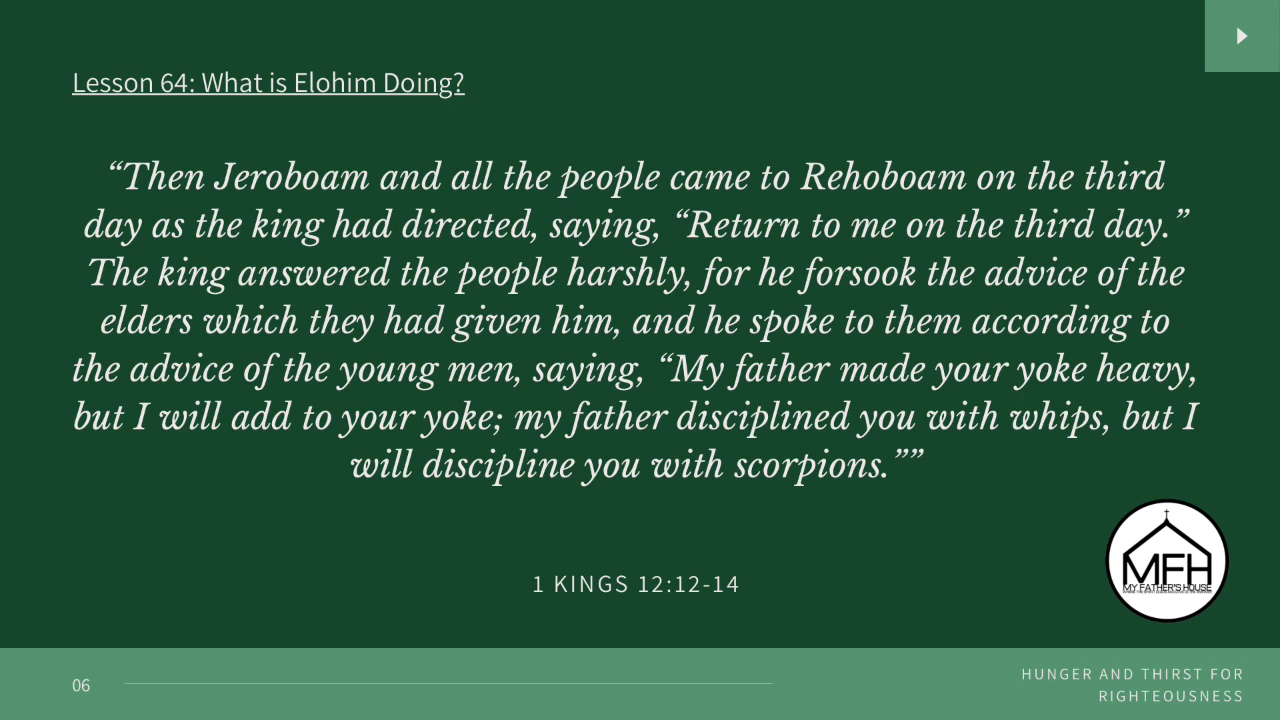 Lesson 64: What is Elohim Doing?
“Then Jeroboam and all the people came to Rehoboam on the third
day as the king had directed, saying, “Return to me on the third day.”
The king answered the people harshly, for he forsook the advice of the
elders which they had given him, and he spoke to them according to
the advice of the young men, saying, “My father made your yoke heavy,
but I will add to your yoke; my father disciplined you with whips, but I
will discipline you with scorpions.””
1 KINGS 12:12-14
MFH
MY FATHER'S HOUSE
06
HUNGER AND THIRST FOR
RIGHTEOUSNESS